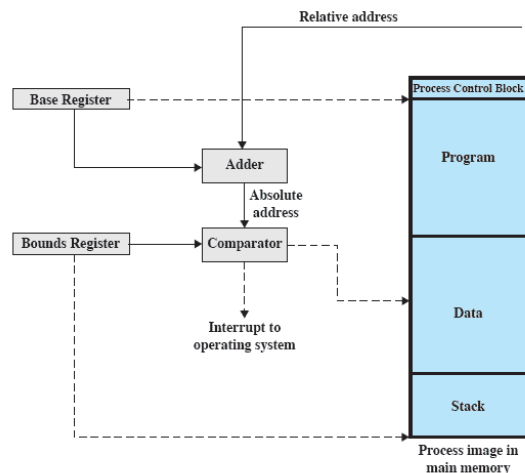 Relative address
Process Control Block
Base Register
Program
Adder
Absolute
address
Bounds Register
Comparator
Data
Interrupt to
operating system
Stack
Process image in
main memory